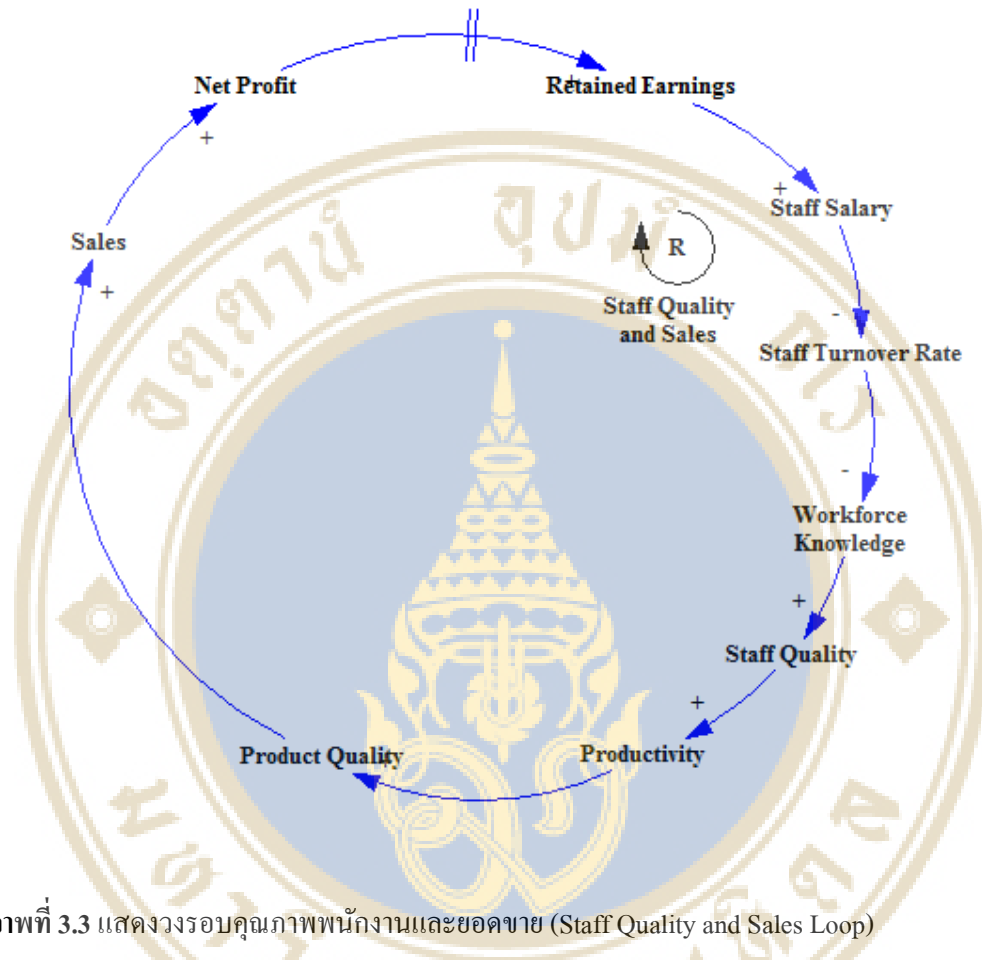 Net Profit
Retained Earnings
+
+
+
Staff Salary
Sales
+
R
Staff Quality
and Sales
-
Staff Turnover Rate
-
Workforce
Knowledge
+
Staff Quality
+
Product Quality
+
Productivity
าพที่ 3.3 แสดงวงรอบคุณภาพพนักงานและยอดขาย (Staff Quality and Sales Loop)